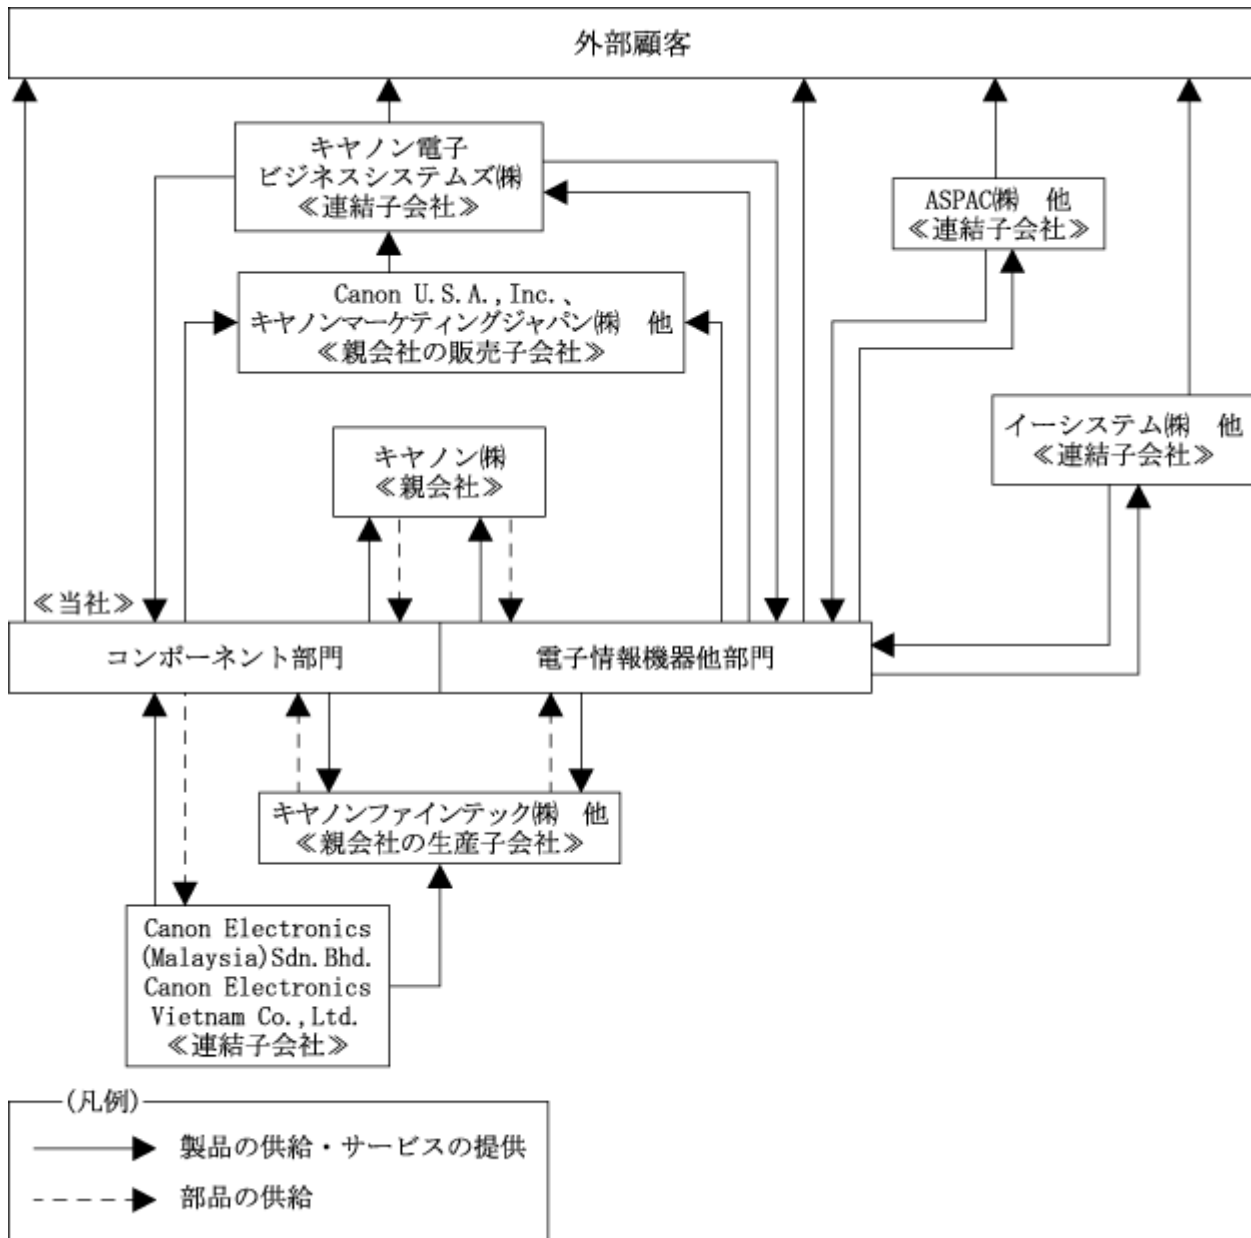 外部顧客
キヤノン電子
ビジネスシステムズ㈱
≪連結子会社≫
ASPAC㈱　他
≪連結子会社≫
Canon U.S.A.,Inc.、
キヤノンマーケティングジャパン㈱　他
≪親会社の販売子会社≫
イーシステム㈱　他
≪連結子会社≫
キヤノン㈱
≪親会社≫
≪当社≫
コンポーネント部門
電子情報機器他部門
キヤノンファインテック㈱　他
≪親会社の生産子会社≫
Canon Electronics
(Malaysia)Sdn.Bhd.
Canon Electronics
Vietnam Co.,Ltd.
≪連結子会社≫
(凡例)
製品の供給・サービスの提供
部品の供給